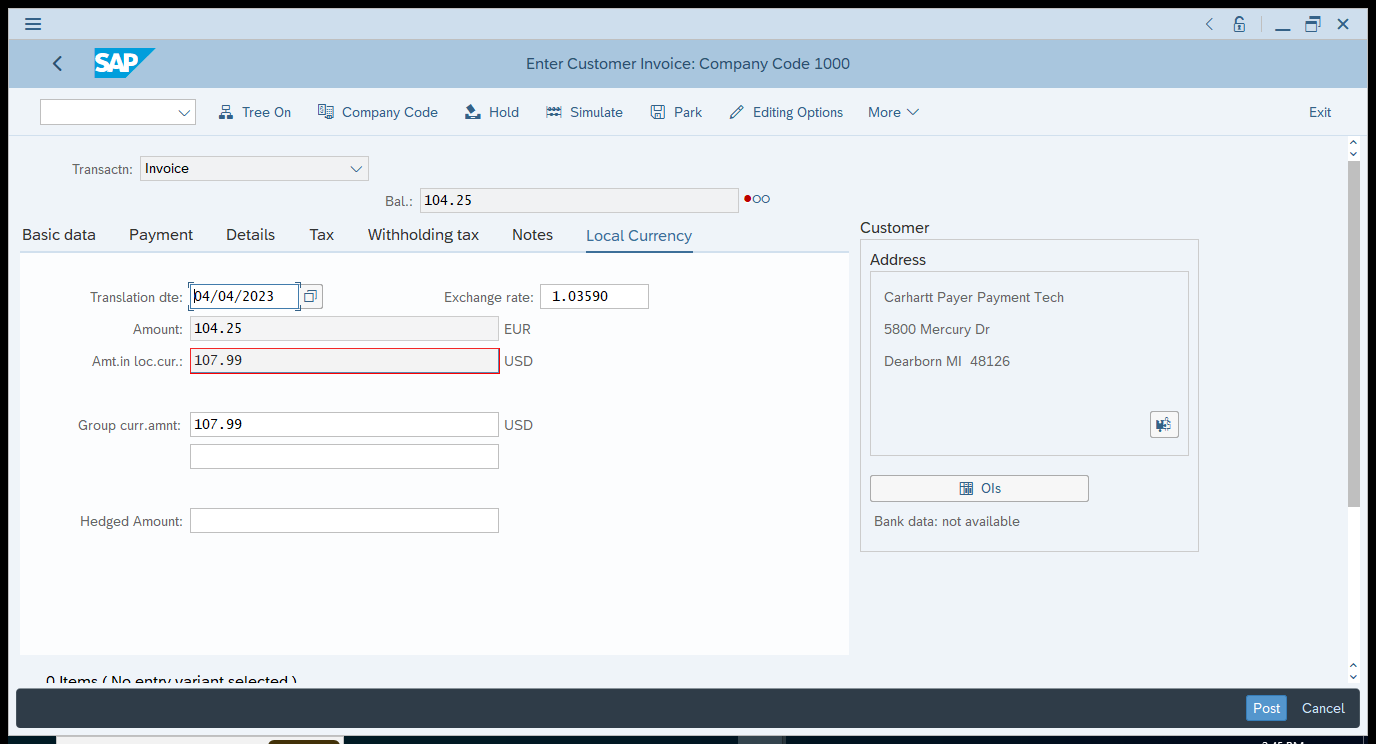 SAP
Enter Customer Invoice: Company Code 1000
Tree On Company Code Hold Simulate Park Editing Options More Exit
Transactn: Invoice
Bal.: 104.25
Basic data Payment Details Tax Withholding tax Notes Local Currency
Translation dte: 04/04/2023 Exchange rate: 1.03590
Amount: 104.25 EUR
Amt.in loc.cur.: 107.99 USD
Group curr.amnt: 107.99 USD
Hedged Amount:
Customer
Address
Carhartt Payer Payment Tech
5800 Mercury Dr
Dearborn MI 48126
OIs
Bank data: not available
0 Items ( No entry variant selected )
Post Cancel